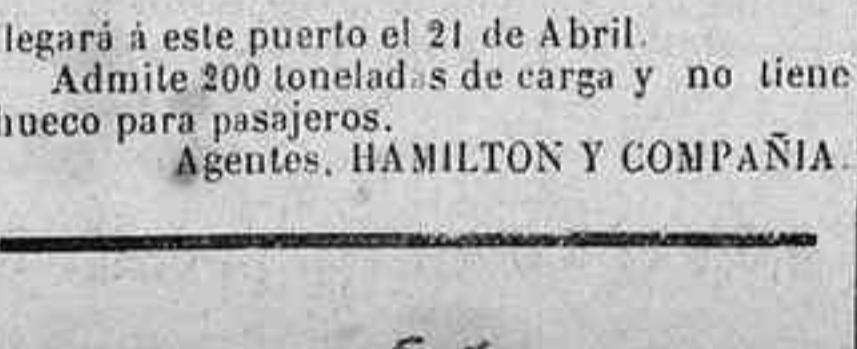 llegará á este puerto el 21 de Abril.
Admite 200 toneladas de carga y no tiene
hueco para pasajeros.
Agentes, HAMILTON Y COMPAÑIA.